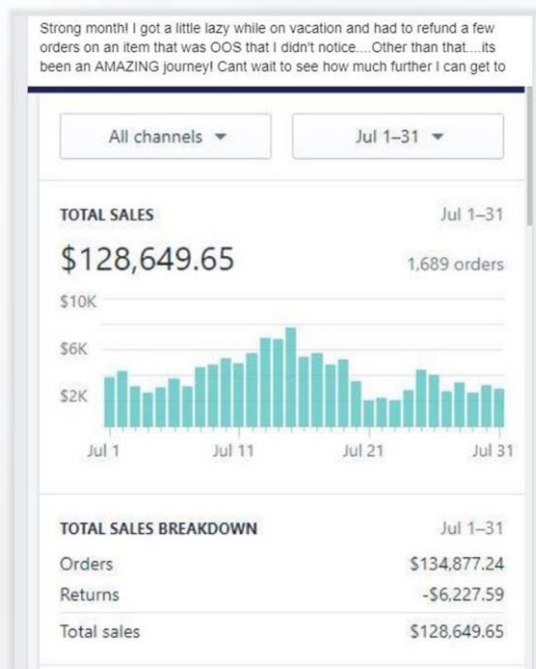 Strong month! I got a little lazy while on vacation and had to refund a few
orders on an item that was OOS that I didn't notice....Other than that....its
been an AMAZING journey! Cant wait to see how much further I can get to
All channels
Jul 1–31
TOTAL SALES
Jul 1–31
$128,649.65
1,689 orders
$10K
$6K
$2K
Jul 1
Jul 11
Jul 21
Jul 31
TOTAL SALES BREAKDOWN
Jul 1–31
Orders
$134,877.24
Returns
-$6,227.59
Total sales
$128,649.65